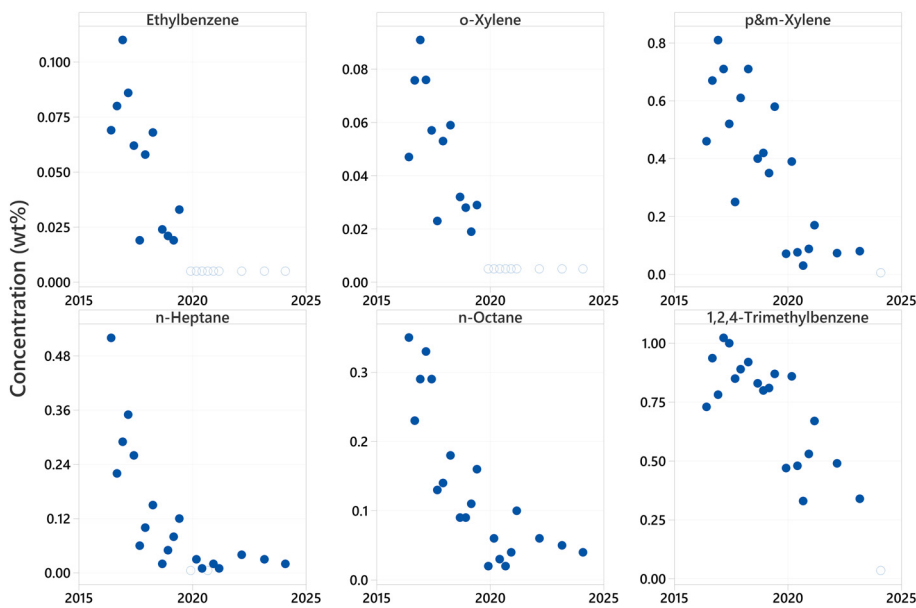 Ethylbenzene
o-Xylene
p&m-Xylene
0.100
0.075
0.050
0.025
0.000
0.08
0.06
0.04
0.02
0.00
0.8
0.6
0.4
0.2
0.0
2015 2020 2025
2015 2020 2025
2015 2020 2025
Concentration (wt%)
n-Heptane
n-Octane
1,2,4-Trimethylbenzene
0.48
0.36
0.24
0.12
0.00
0.3
0.2
0.1
0.0
1.00
0.75
0.50
0.25
0.00
2015 2020 2025
2015 2020 2025
2015 2020 2025